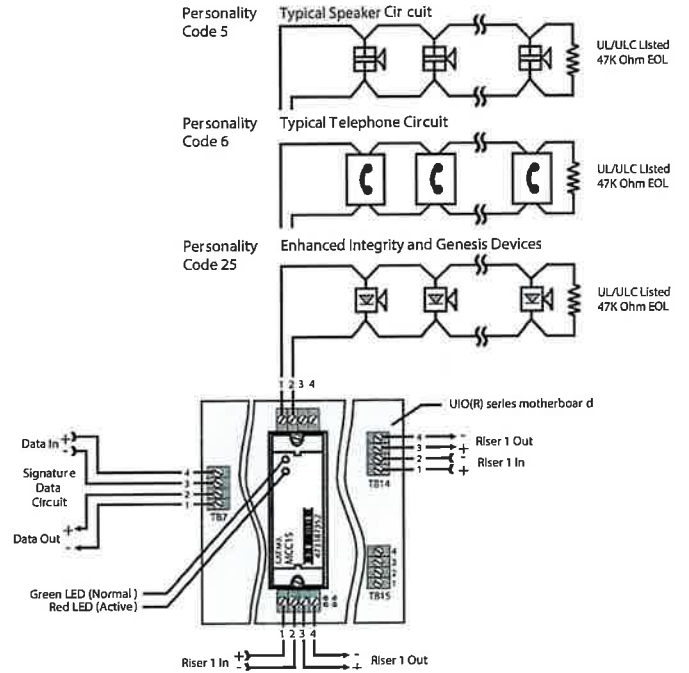 Personality Typical Speaker Cir cuit
Code 5
UL/ULC Listed
47K Ohm EOL
Personality Typical Telephone Circuit
Code 6
UL/ULC Listed
47K Ohm EOL
Personality Enhanced Integrity and Genesis Devices
Code 25
UL/ULC Listed
47K Ohm EOL
1 2 3 4
UIO(R) series motherboar d
Data In + -
Signature
Data
Circuit
Data Out + -
4
3
2
1
TB7
MCC1S
4 - Riser 1 Out
3 +
2 - Riser 1 In
1 +
TB14
4
3
2
1
TB15
Green LED (Normal)
Red LED (Active)
1 2 3 4
Riser 1 In + -
- + Riser 1 Out